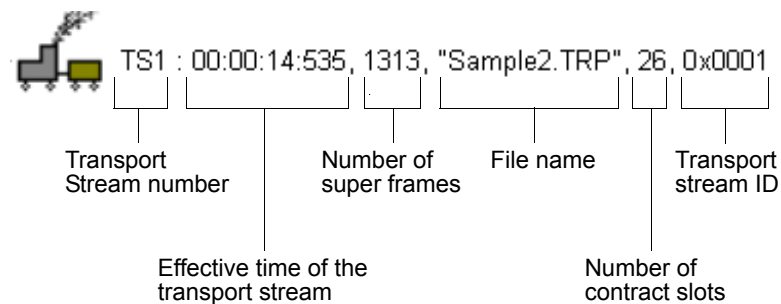 TS1 : 00:00:14:535, 1313, "Sample2.TRP", 26, 0x0001
Transport
Stream number
Number of
super frames
File name
Transport
stream ID
Effective time of the
transport stream
Number of
contract slots